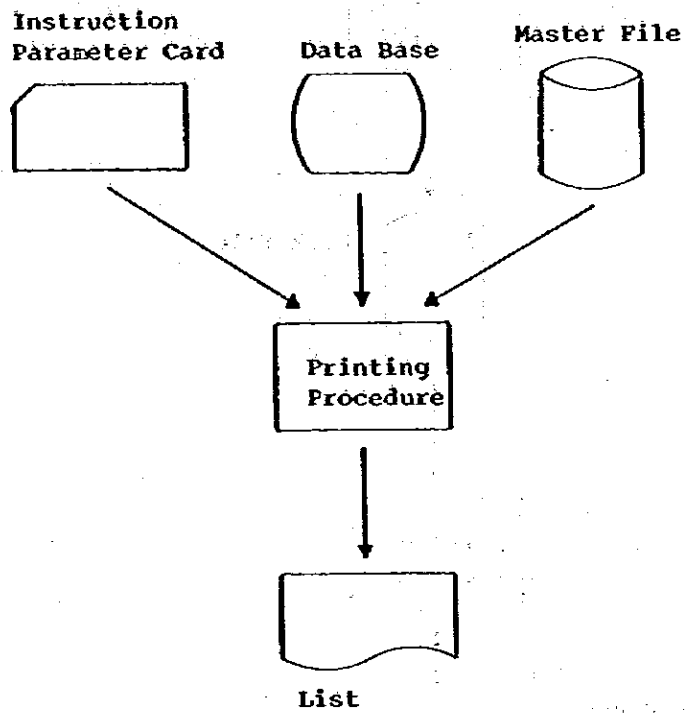 Instruction
Parameter Card
Data Base
Master File
Printing
Procedure
List